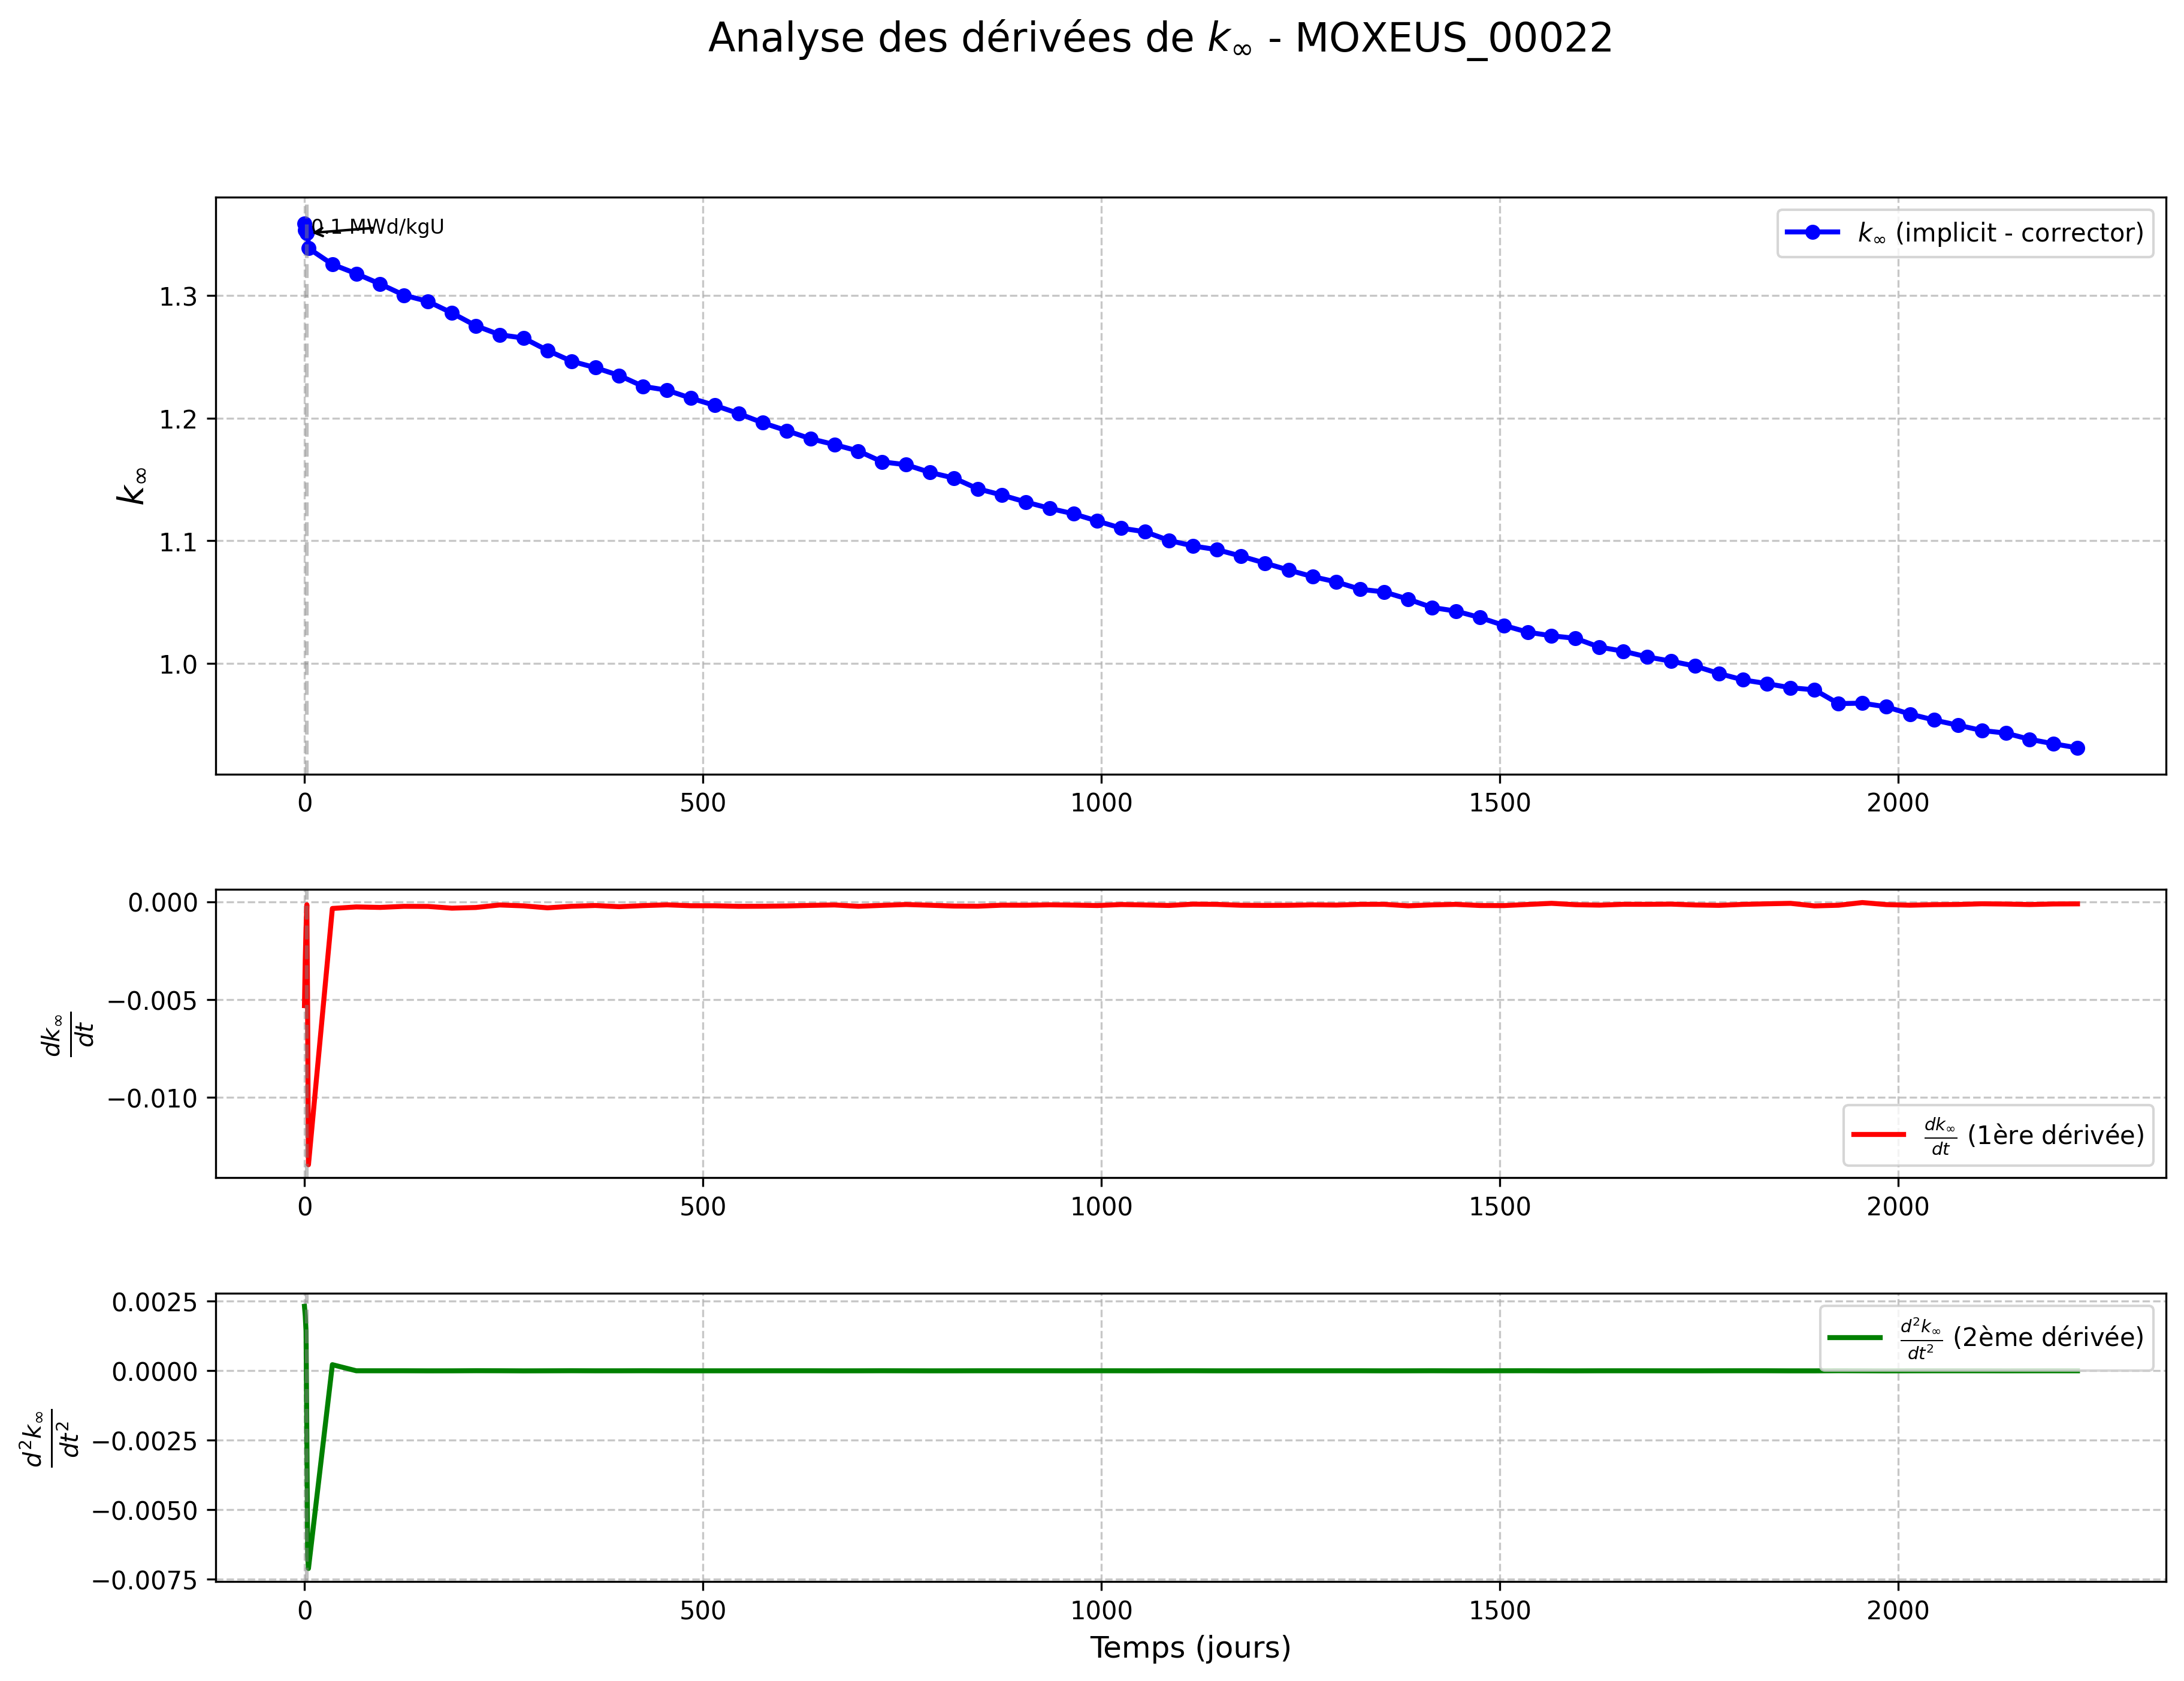 Analyse des dérivées de k∞ - MOXEUS_00022
0.1 MWd/kgU
k∞ (implicit - corrector)
k∞
1.3
1.2
1.1
1.0
0 500 1000 1500 2000
dk∞/dt
0.000
−0.005
−0.010
dk∞/dt (1ère dérivée)
0 500 1000 1500 2000
d²k∞/dt²
0.0025
0.0000
−0.0025
−0.0050
−0.0075
d²k∞/dt² (2ème dérivée)
0 500 1000 1500 2000
Temps (jours)